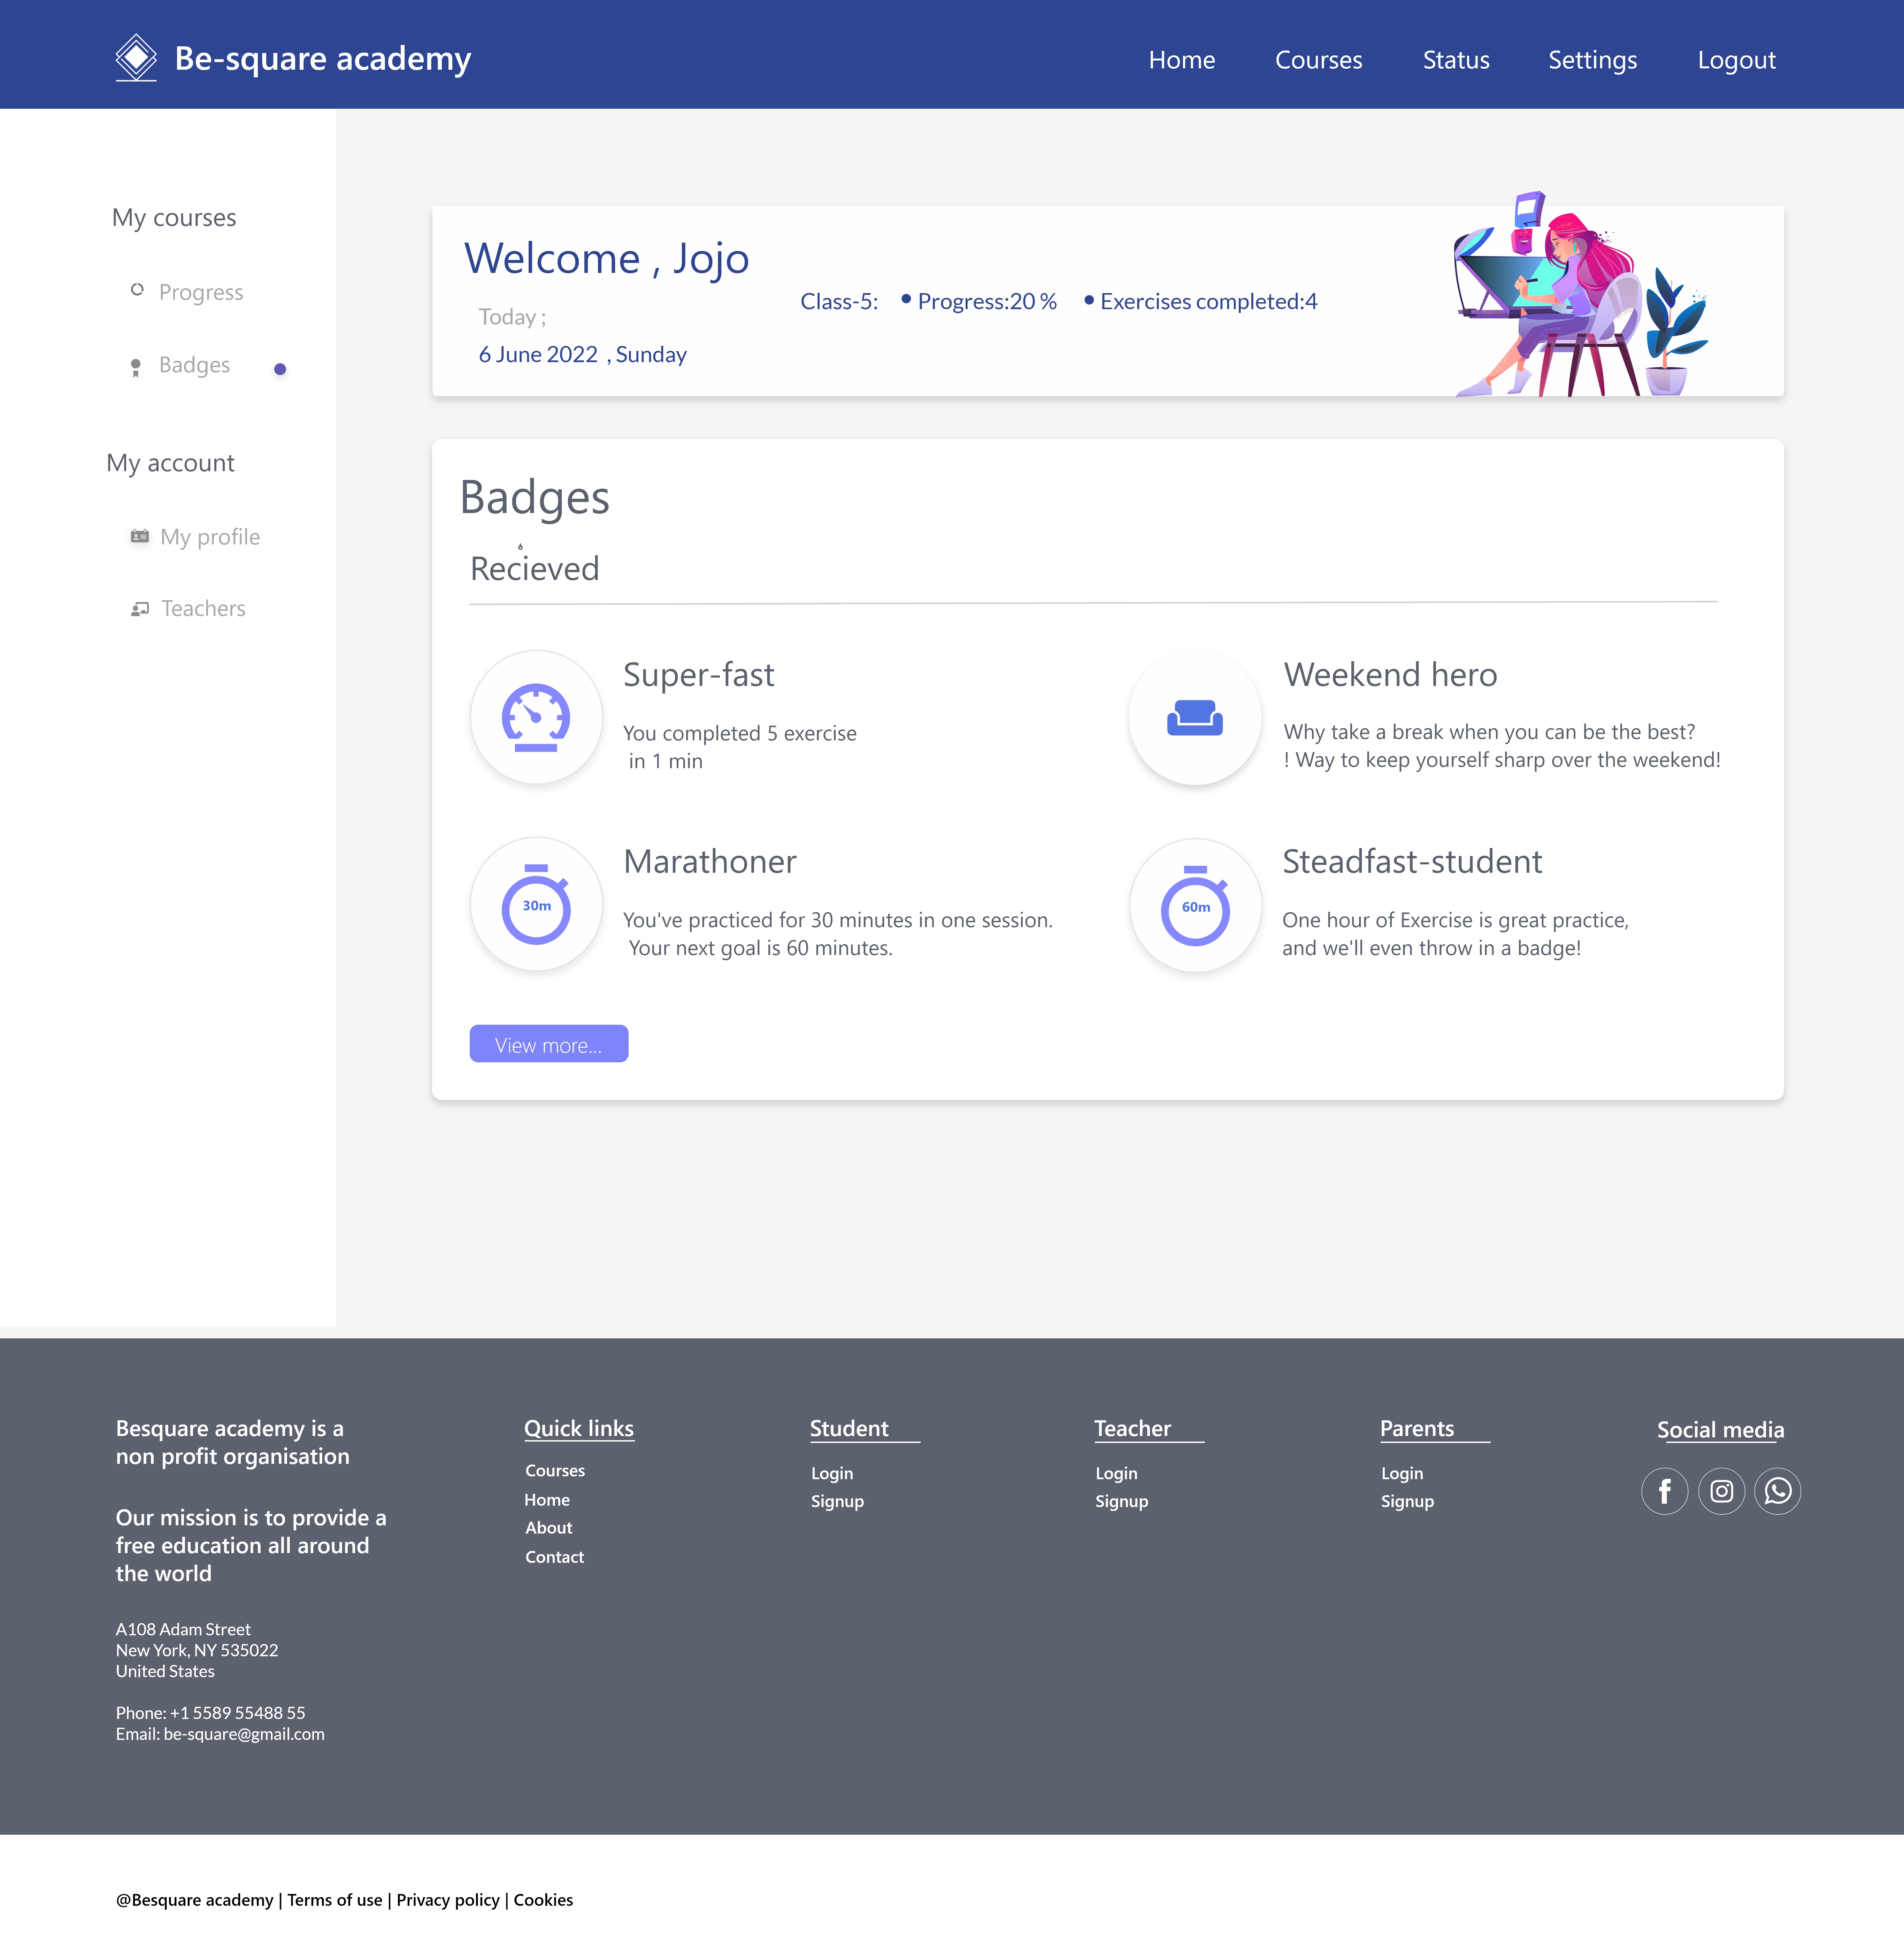 Be-square academy
Home Courses Status Settings Logout
My courses
Progress
Badges
My account
My profile
Teachers
Welcome , Jojo
Today ;
6 June 2022 , Sunday
Class-5: • Progress:20 % • Exercises completed:4
Badges
Recieved
Super-fast
You completed 5 exercise
in 1 min
Weekend hero
Why take a break when you can be the best?
! Way to keep yourself sharp over the weekend!
30m
Marathoner
You've practiced for 30 minutes in one session.
Your next goal is 60 minutes.
60m
Steadfast-student
One hour of Exercise is great practice,
and we'll even throw in a badge!
View more...
Besquare academy is a
non profit organisation
Our mission is to provide a
free education all around
the world
A108 Adam Street
New York, NY 535022
United States
Phone: +1 5589 55488 55
Email: be-square@gmail.com
Quick links
Courses
Home
About
Contact
Student
Login
Signup
Teacher
Login
Signup
Parents
Login
Signup
Social media
@Besquare academy | Terms of use | Privacy policy | Cookies